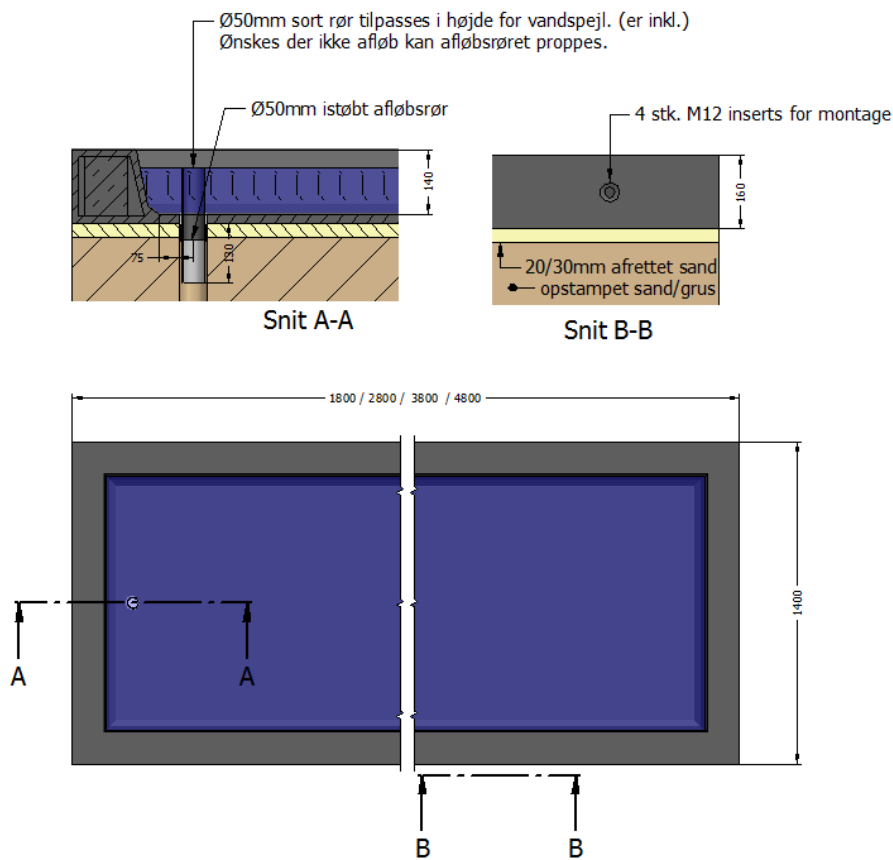 Ø50mm sort rør tilpasses i højde for vandspejl. (er inkl.)
Ønskes der ikke afløb kan afløbsrøret proppes.
Ø50mm istøbt afløbsrør
4 stk. M12 inserts for montage
140
75
130
160
20/30mm afrettet sand
opstampet sand/grus
Snit A-A
Snit B-B
1800 / 2800 / 3800 / 4800
1400
A
A
B
B